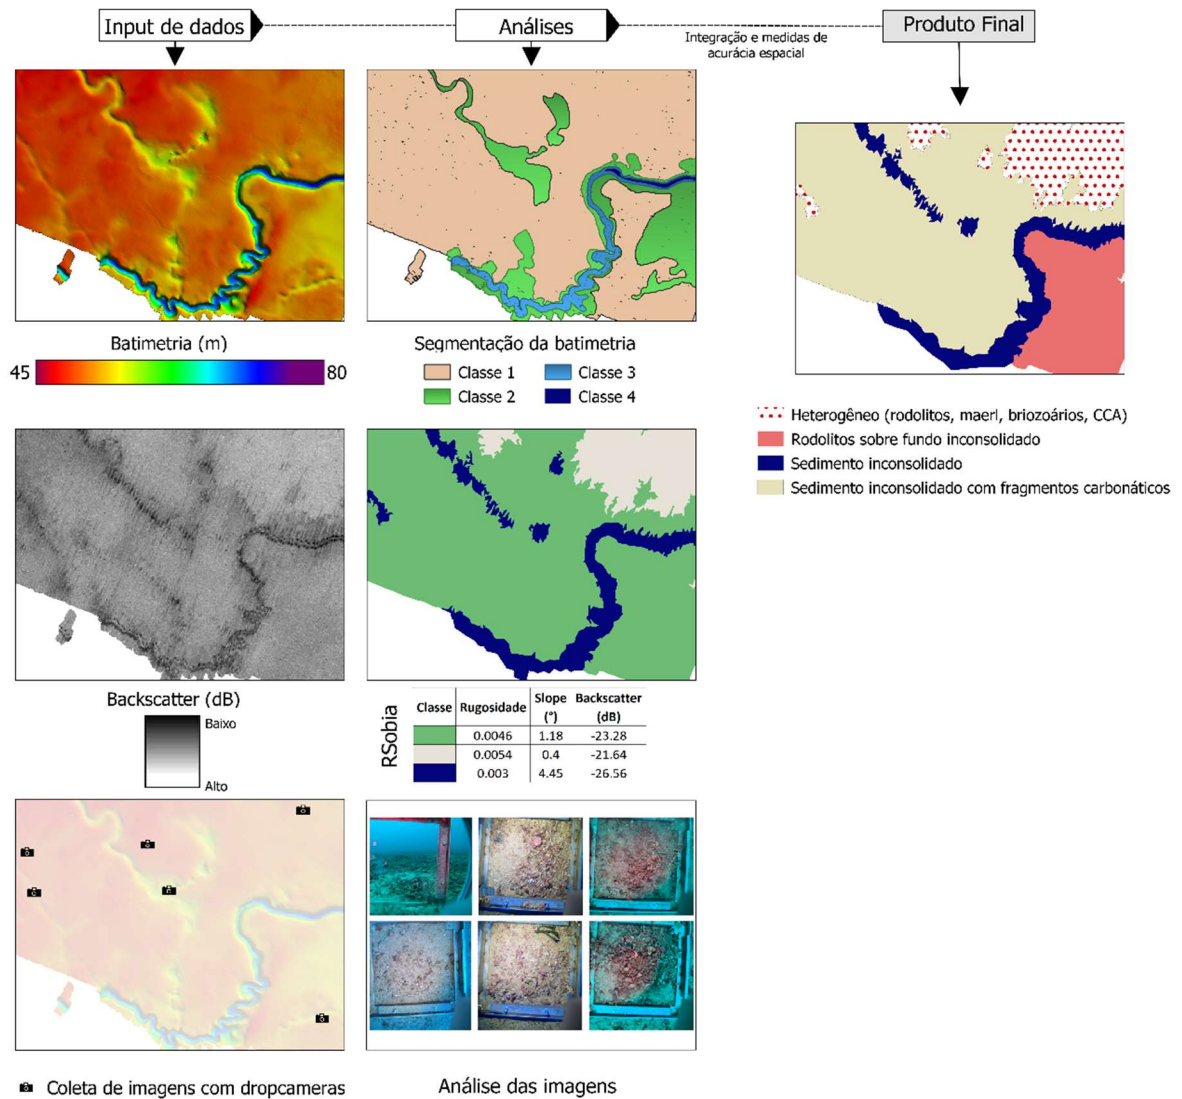 Input de dados
Análises
Integração e medidas de
acurácia espacial
Produto Final
Batimetria (m)
45
80
Segmentação da batimetria
Classe 1
Classe 3
Classe 2
Classe 4
Heterogêneo (rodolitos, maerl, briozoários, CCA)
Rodolitos sobre fundo inconsolidado
Sedimento inconsolidado
Sedimento inconsolidado com fragmentos carbonáticos
Backscatter (dB)
Baixo
Alto
RSobia
Classe Rugosidade Slope (°) Backscatter (dB)
0.0046 1.18 -23.28
0.0054 0.4 -21.64
0.003 4.45 -26.56
Coleta de imagens com dropcameras
Análise das imagens